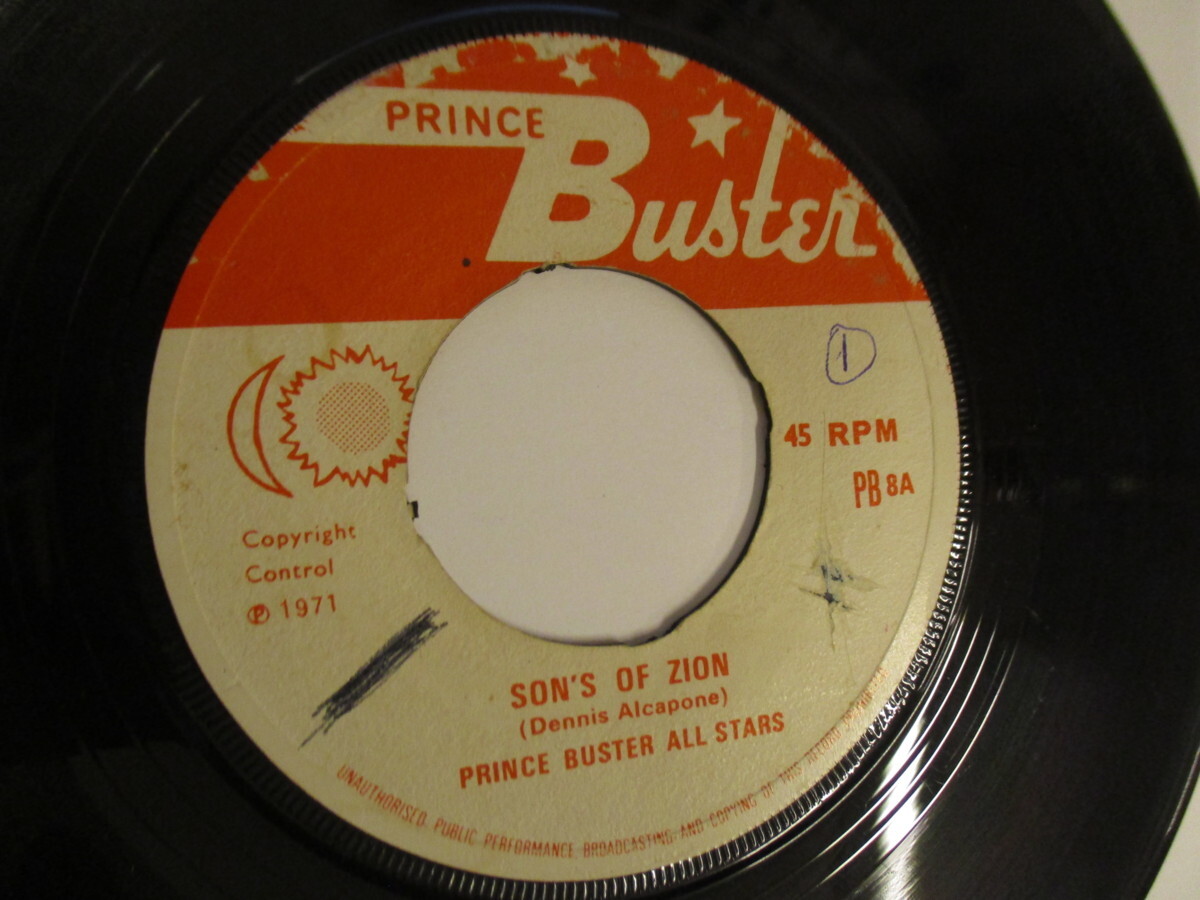 PRINCE
Buster
1
45 RPM
PB 8A
Copyright
Control
℗ 1971
SON'S OF ZION
(Dennis Alcapone)
PRINCE BUSTER ALL STARS
UNAUTHORISED PUBLIC PERFORMANCE BROADCASTING AND COPYING OF THIS RECORD